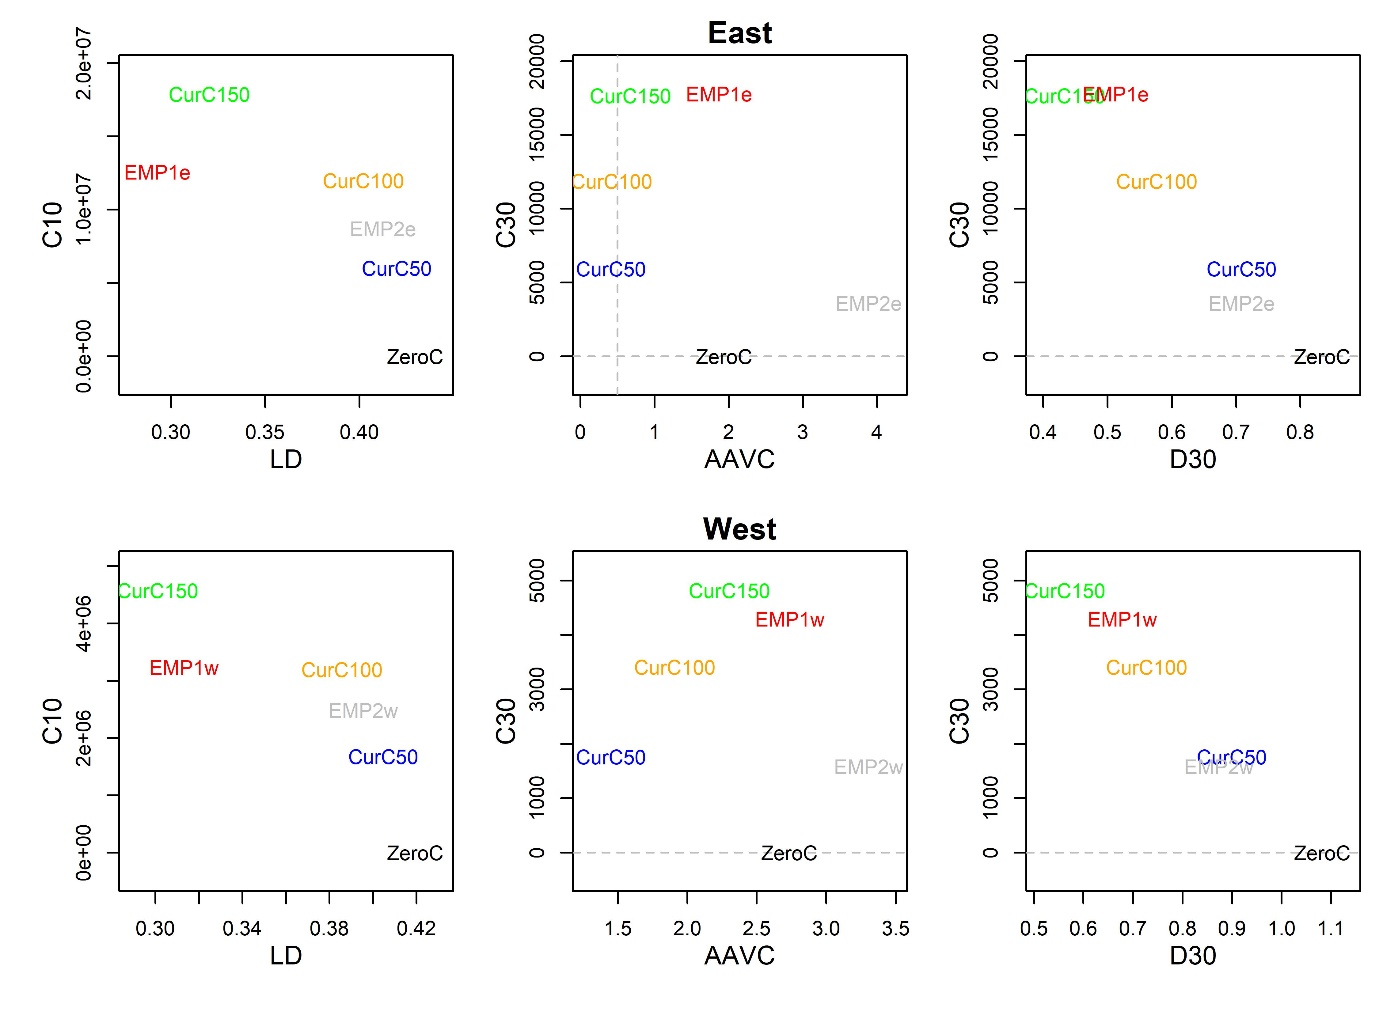 East
2.0e+07
1.0e+07
0.0e+00
C10
CurC150
EMP1e
CurC100
EMP2e
CurC50
ZeroC
0.30 0.35 0.40
LD
20000
15000
10000
5000
0
C30
CurC150 EMP1e
CurC100
CurC50
EMP2e
ZeroC
0 1 2 3 4
AAVC
20000
15000
10000
5000
0
C30
CurC150 EMP1e
CurC100
CurC50
EMP2e
ZeroC
0.4 0.5 0.6 0.7 0.8
D30
West
4e+06
2e+06
0e+00
C10
CurC150
EMP1w
CurC100
EMP2w
CurC50
ZeroC
0.30 0.34 0.38 0.42
LD
5000
3000
1000
0
C30
CurC150
EMP1w
CurC100
CurC50
EMP2w
ZeroC
1.5 2.0 2.5 3.0 3.5
AAVC
5000
3000
1000
0
C30
CurC150
EMP1w
CurC100
CurC50
EMP2w
ZeroC
0.5 0.6 0.7 0.8 0.9 1.0 1.1
D30